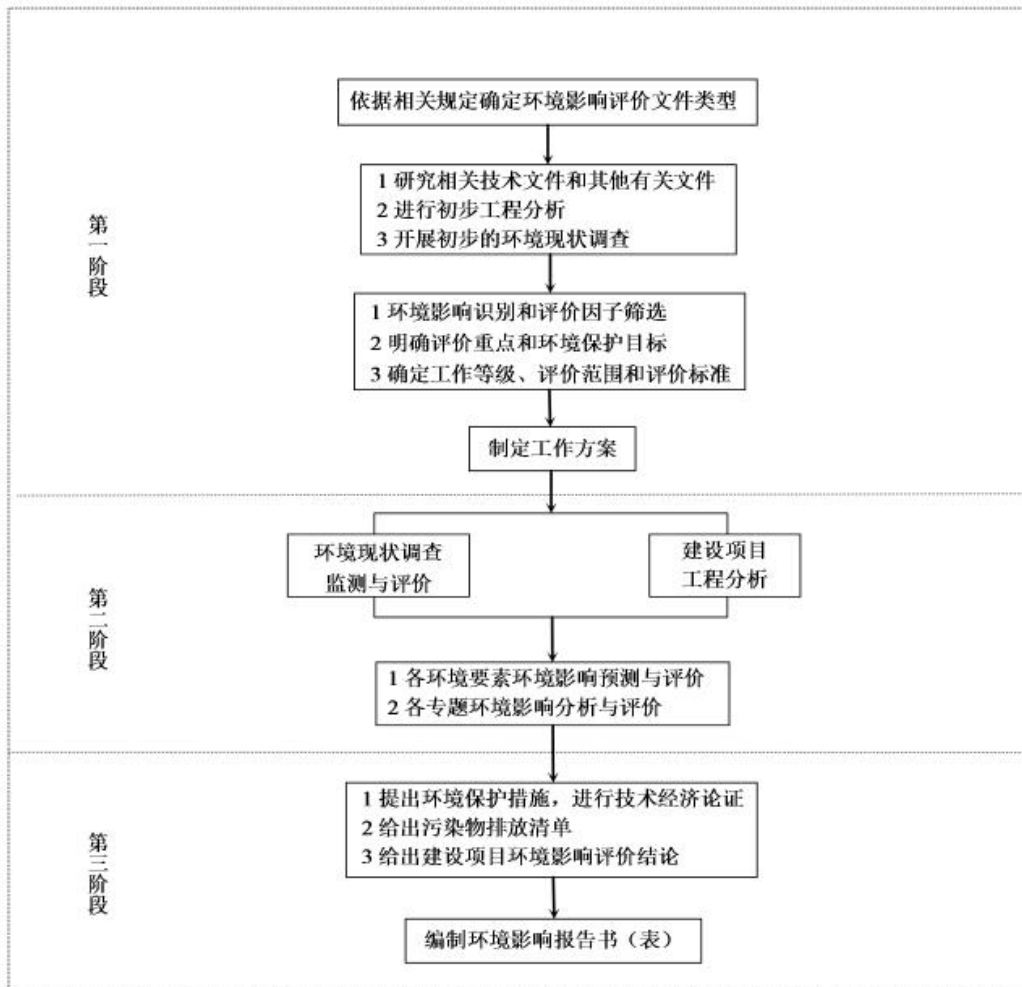 依据相关规定确定环境影响评价文件类型
1 研究相关技术文件和其他有关文件
2 进行初步工程分析
3 开展初步的环境现状调查
第一阶段
1 环境影响识别和评价因子筛选
2 明确评价重点和环境保护目标
3 确定工作等级、评价范围和评价标准
制定工作方案
环境现状调查
监测与评价
建设项目
工程分析
第二阶段
1 各环境要素环境影响预测与评价
2 各专题环境影响分析与评价
1 提出环境保护措施，进行技术经济论证
2 给出污染物排放清单
3 给出建设项目环境影响评价结论
第三阶段
编制环境影响报告书（表）